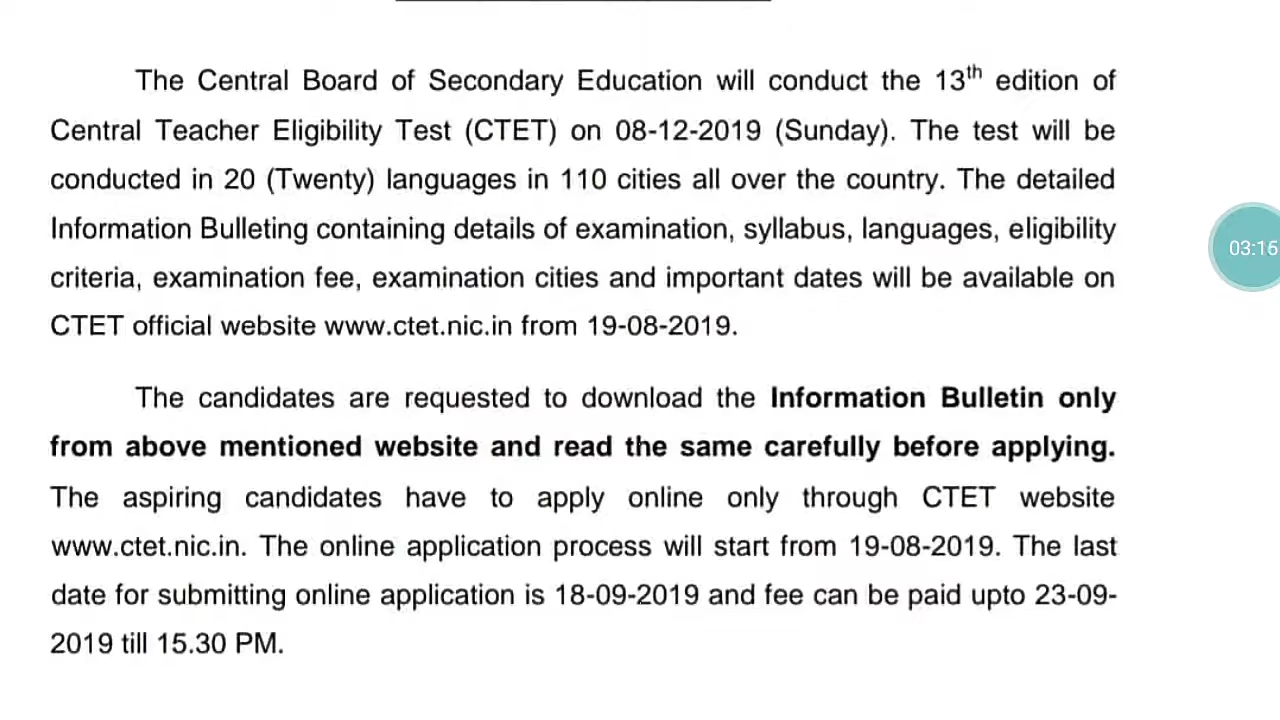 The Central Board of Secondary Education will conduct the 13th edition of
Central Teacher Eligibility Test (CTET) on 08-12-2019 (Sunday). The test will be
conducted in 20 (Twenty) languages in 110 cities all over the country. The detailed
Information Bulleting containing details of examination, syllabus, languages, eligibility
criteria, examination fee, examination cities and important dates will be available on
CTET official website www.ctet.nic.in from 19-08-2019.
03:16
The candidates are requested to download the Information Bulletin only
from above mentioned website and read the same carefully before applying.
The aspiring candidates have to apply online only through CTET website
www.ctet.nic.in. The online application process will start from 19-08-2019. The last
date for submitting online application is 18-09-2019 and fee can be paid upto 23-09-
2019 till 15.30 PM.